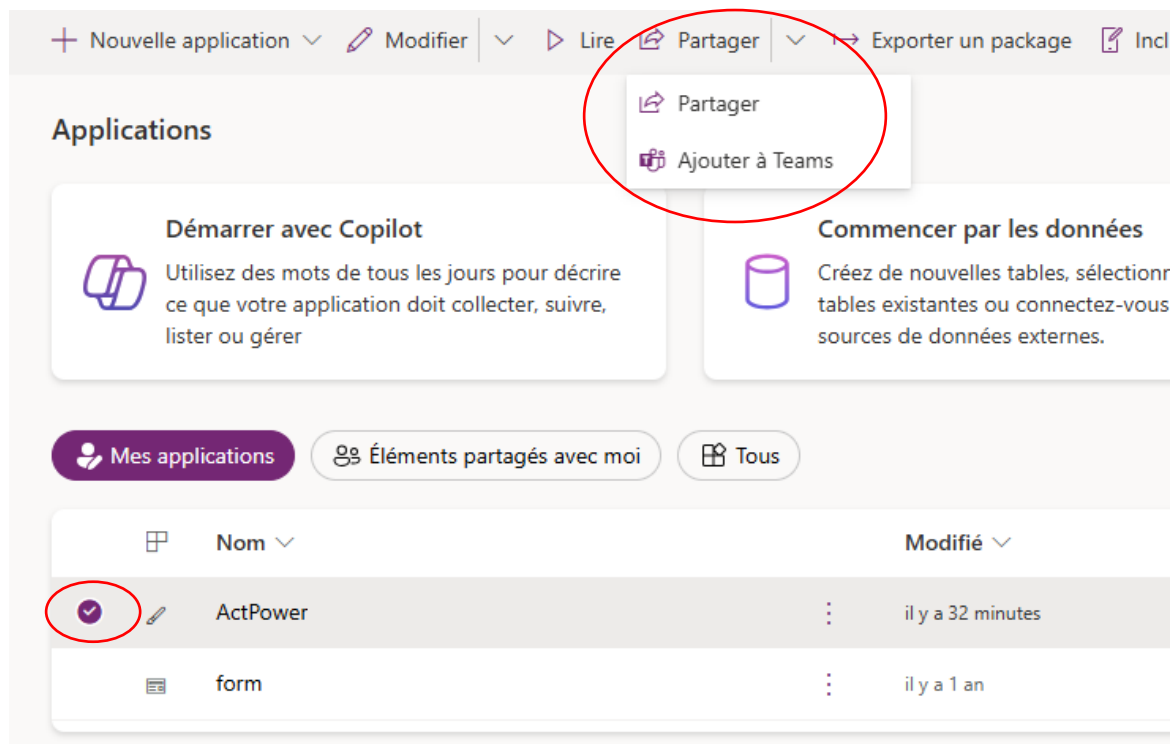 Nouvelle application Modifier Lire Partager Exporter un package Incl
Partager
Ajouter à Teams
Applications
Démarrer avec Copilot
Utilisez des mots de tous les jours pour décrire
ce que votre application doit collecter, suivre,
lister ou gérer
Commencer par les données
Créez de nouvelles tables, sélectionn
tables existantes ou connectez-vous
sources de données externes.
Mes applications Éléments partagés avec moi Tous
Nom Modifié
ActPower il y a 32 minutes
form il y a 1 an